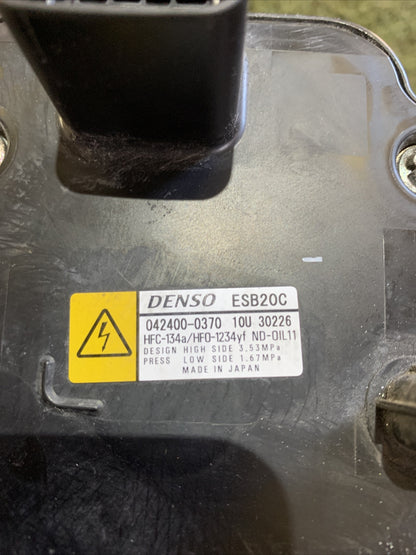 DENSO ESB20C
042400-0370 10U 30226
HFC-134a/HFO-1234yf ND-OIL11
DESIGN HIGH SIDE 3.53MPa
PRESS LOW SIDE 1.67MPa
MADE IN JAPAN